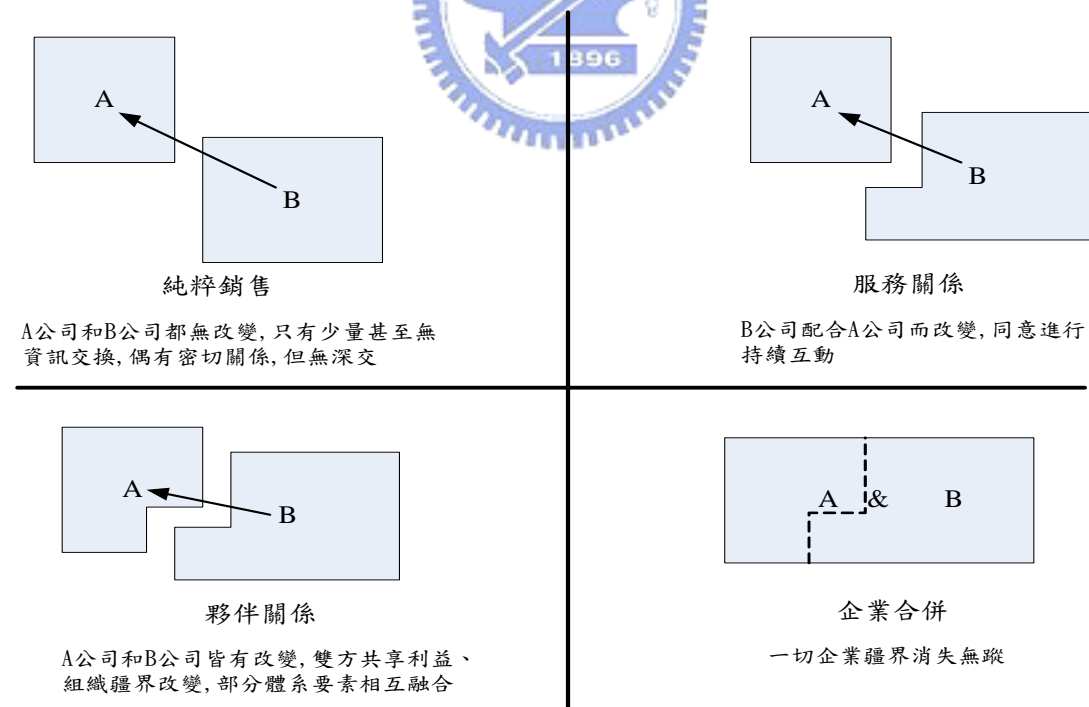 1896
A
B
純粹銷售
A公司和B公司都無改變,只有少量甚至無
資訊交換,偶有密切關係,但無深交
A
B
服務關係
B公司配合A公司而改變,同意進行
持續互動
A
B
夥伴關係
A公司和B公司皆有改變,雙方共享利益、
組織疆界改變,部分體系要素相互融合
A & B
企業合併
一切企業疆界消失無蹤